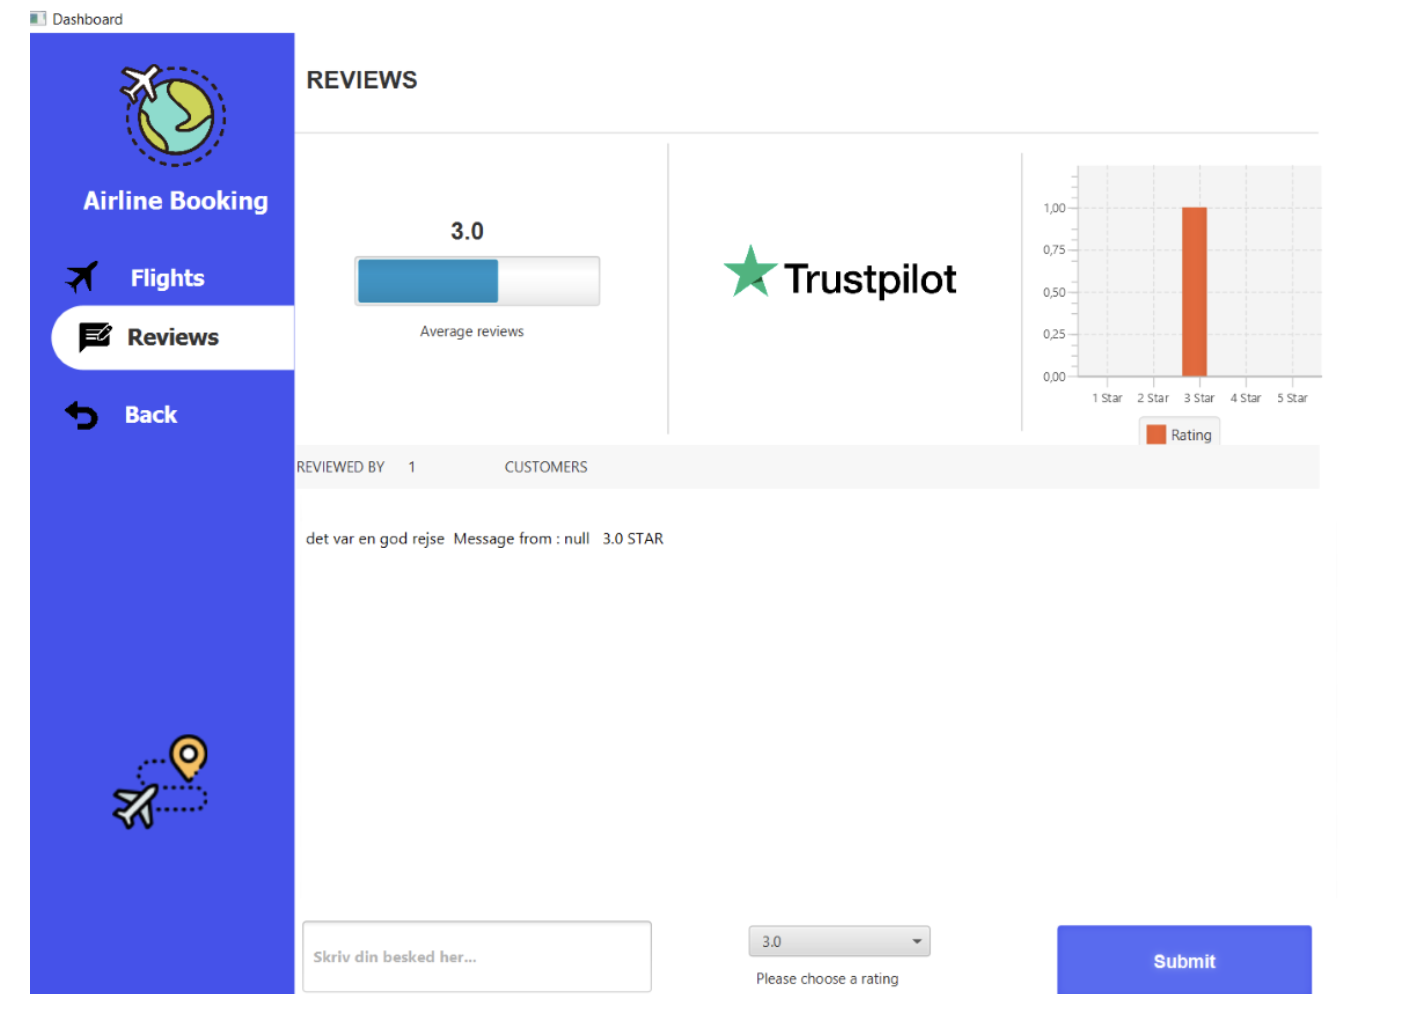 Dashboard
Airline Booking
Flights
Reviews
Back
REVIEWS
3.0
Average reviews
Trustpilot
1,00
0,75
0,50
0,25
0,00
1 Star 2 Star 3 Star 4 Star 5 Star
Rating
REVIEWED BY 1 CUSTOMERS
det var en god rejse Message from : null 3.0 STAR
Skriv din besked her...
3.0
Please choose a rating
Submit